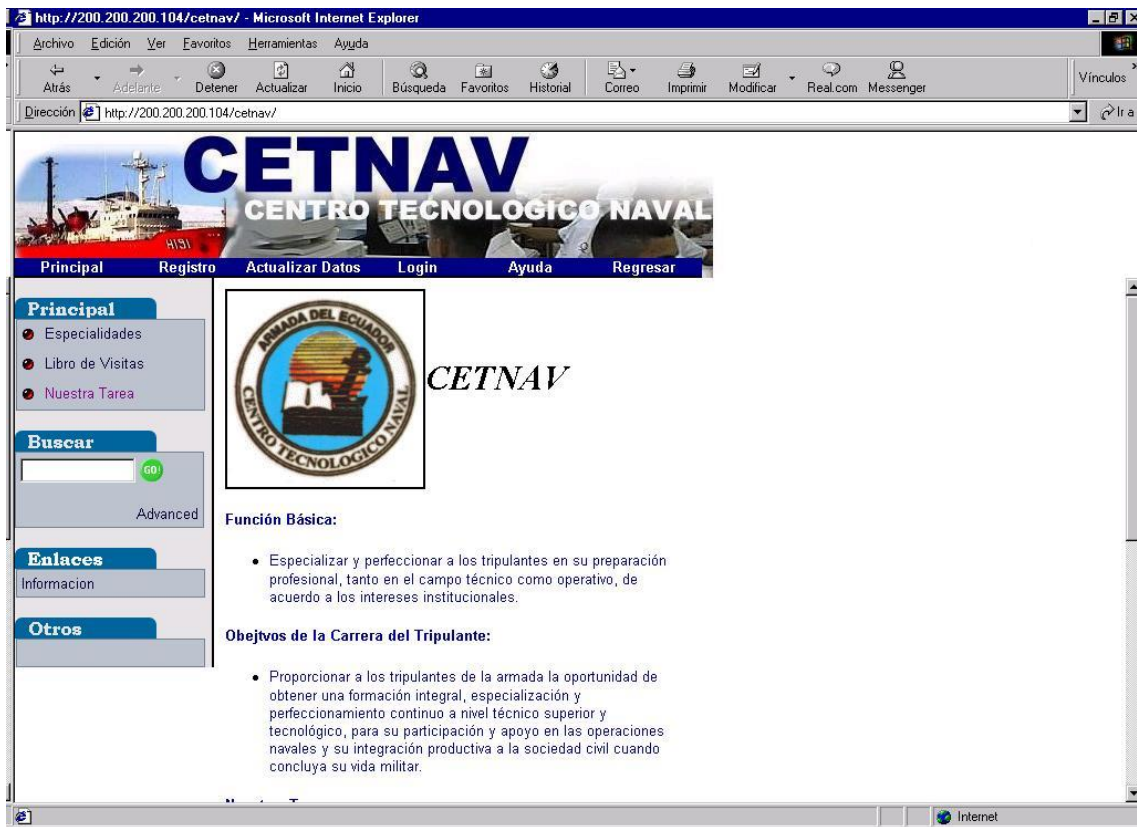 http://200.200.200.104/cetnav/ - Microsoft Internet Explorer
Archivo Edición Ver Favoritos Herramientas Ayuda
Atrás Adelante Detener Actualizar Inicio Búsqueda Favoritos Historial Correo Imprimir Modificar Real.com Messenger Vínculos
Dirección http://200.200.200.104/cetnav/ Ir a
CETNAV
CENTRO TECNOLOGICO NAVAL
H191
Principal Registro Actualizar Datos Login Ayuda Regresar
Principal
Especialidades
Libro de Visitas
Nuestra Tarea
Buscar
GO!
Advanced
Enlaces
Informacion
Otros
ARMADA DEL ECUADOR
CENTRO TECNOLOGICO NAVAL
CETNAV
Función Básica:
Especializar y perfeccionar a los tripulantes en su preparación
profesional, tanto en el campo técnico como operativo, de
acuerdo a los intereses institucionales.
Obejtvos de la Carrera del Tripulante:
Proporcionar a los tripulantes de la armada la oportunidad de
obtener una formación integral, especialización y
perfeccionamiento continuo a nivel técnico superior y
tecnológico, para su participación y apoyo en las operaciones
navales y su integración productiva a la sociedad civil cuando
concluya su vida militar.
Internet